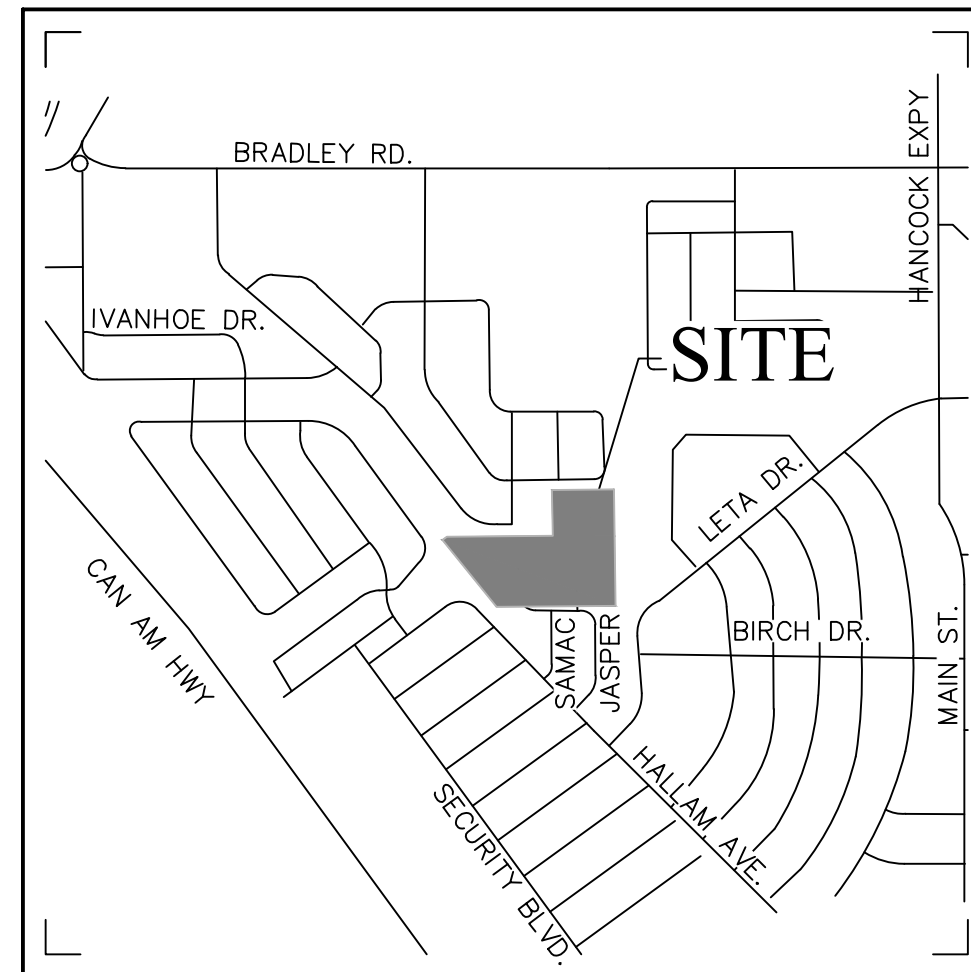 BRADLEY RD.
HANCOCK EXPY
IVANHOE DR.
SITE
LETA DR.
CAN AM HWY
SAMAC
JASPER
BIRCH DR.
MAIN ST.
HALLAM AVE.
SECURITY BLVD.